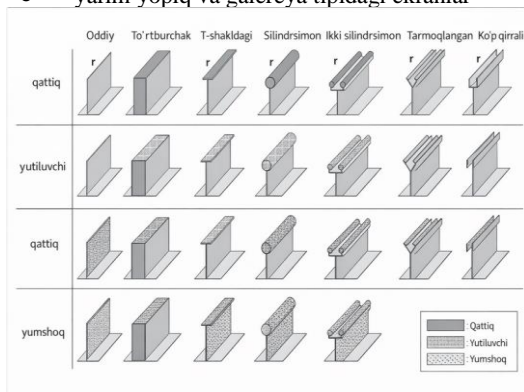 yarim yopiq va galereya tipidagi ekranlar
Oddiy To'rtburchak T-shakldagi Silindrsimon Ikki silindrsimon Tarmoqlangan Ko'p qirrali
qattiq r r r r r r
yutiluvchi
qattiq
yumshoq
: Qattiq
: Yutiluvchi
: Yumshoq